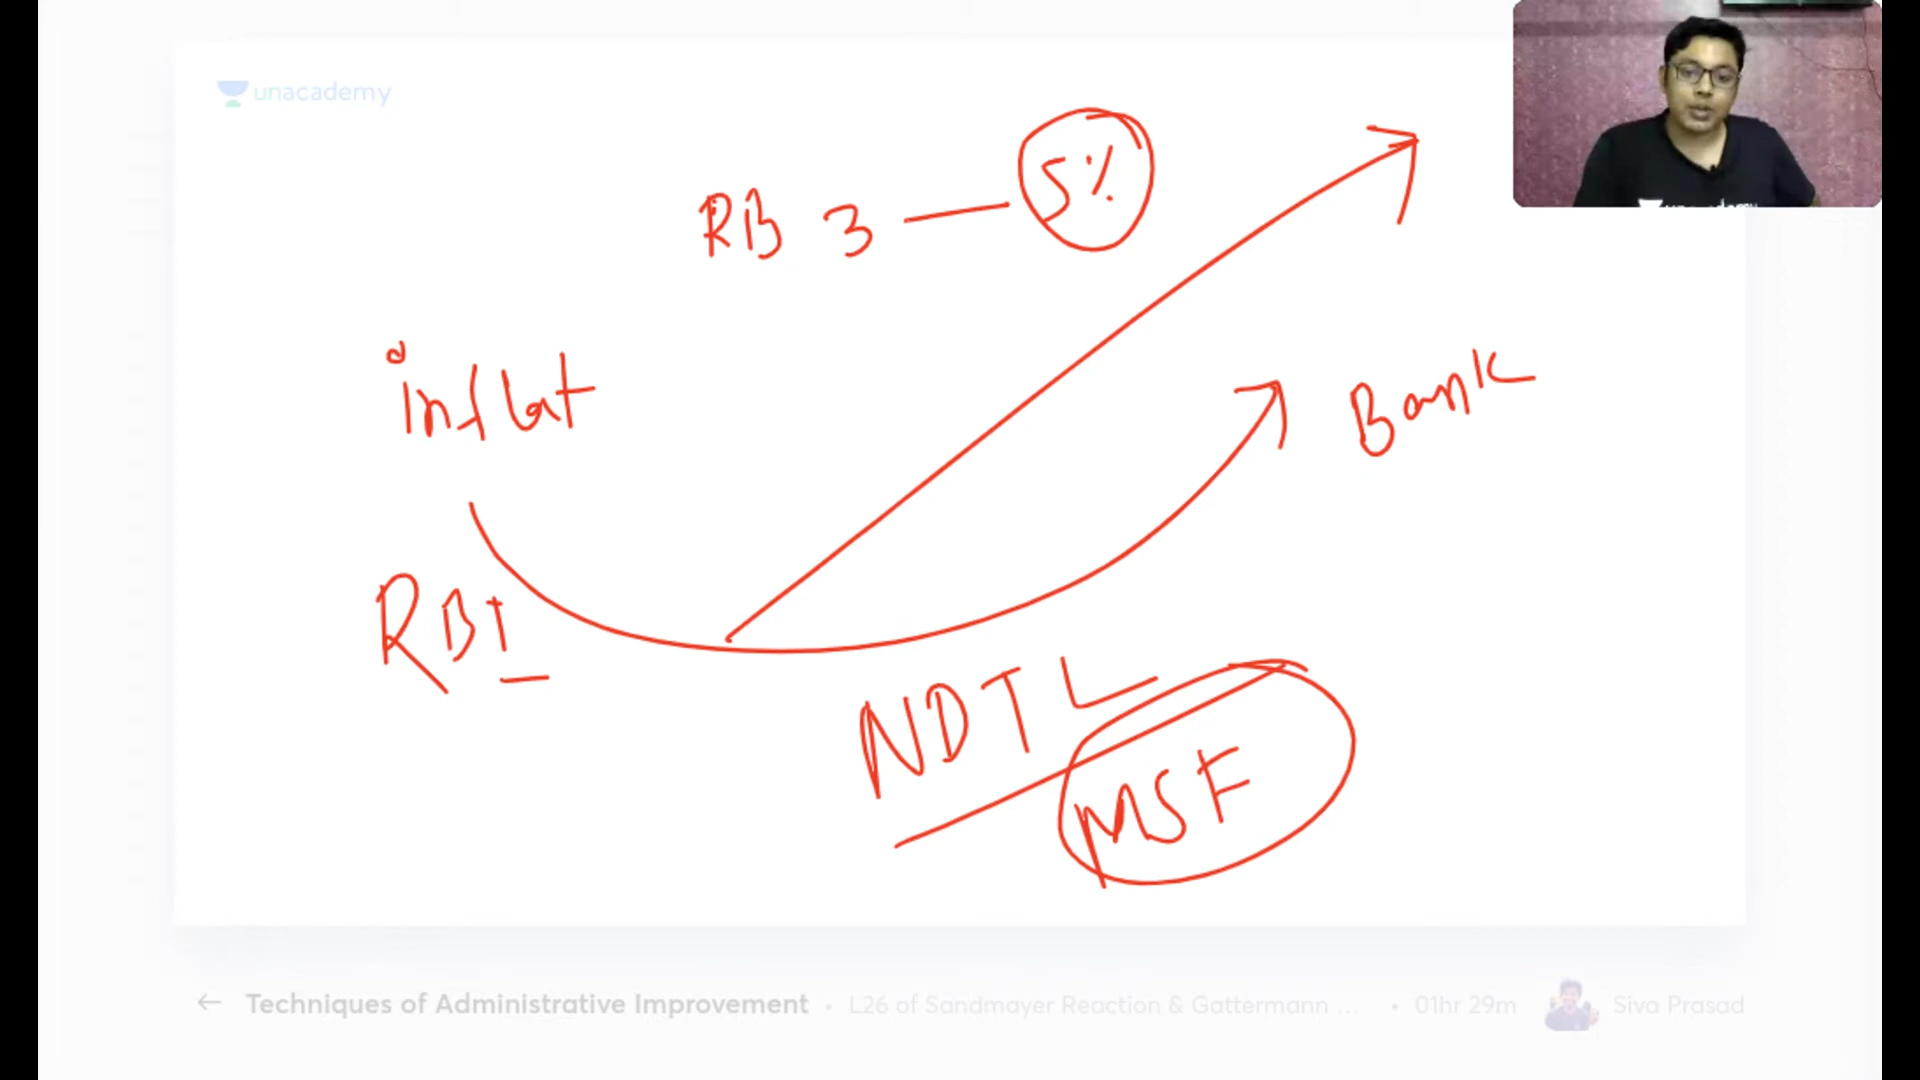 unacademy
RB 3 — 5%
Inflat
Bank
RBI
NDTL
MSF
unacademy
← Techniques of Administrative Improvement • L26 of Sandmayer Reaction & Gattermann ... • 01hr 29m Siva Prasad